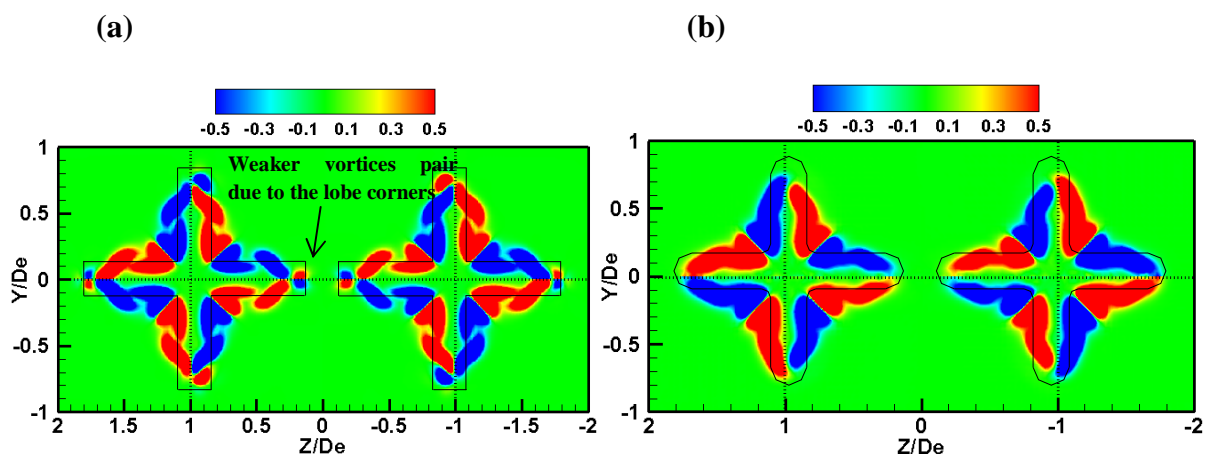 (a)
(b)
-0.5 -0.3 -0.1 0.1 0.3 0.5
-0.5 -0.3 -0.1 0.1 0.3 0.5
Weaker vortices pair
due to the lobe corners
Y/De
1
0.5
0
-0.5
-1
2 1.5 1 0.5 0 -0.5 -1 -1.5 -2
Z/De
Y/De
1
0.5
0
-0.5
-1
2 1 0 -1 -2
Z/De